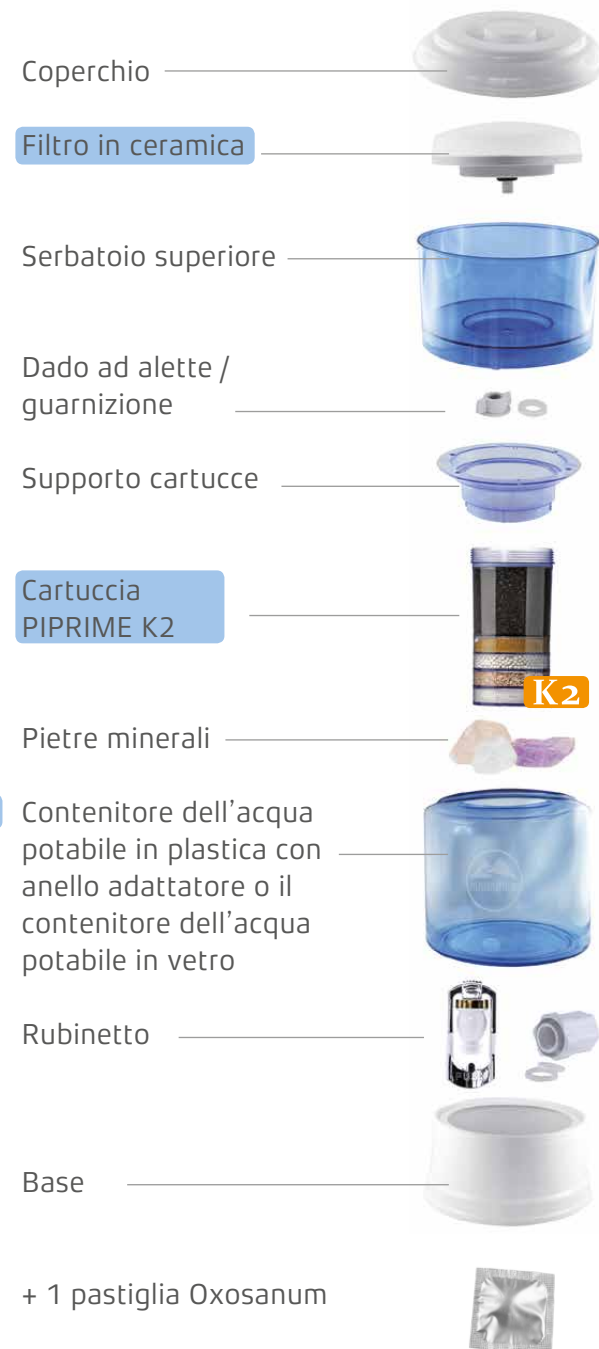 Coperchio
Filtro in ceramica
Serbatoio superiore
Dado ad alette /
guarnizione
Supporto cartucce
Cartuccia
PIPRIME K2
K2
Pietre minerali
Contenitore dell'acqua
potabile in plastica con
anello adattatore o il
contenitore dell'acqua
potabile in vetro
Rubinetto
PUSH
Base
+ 1 pastiglia Oxosanum